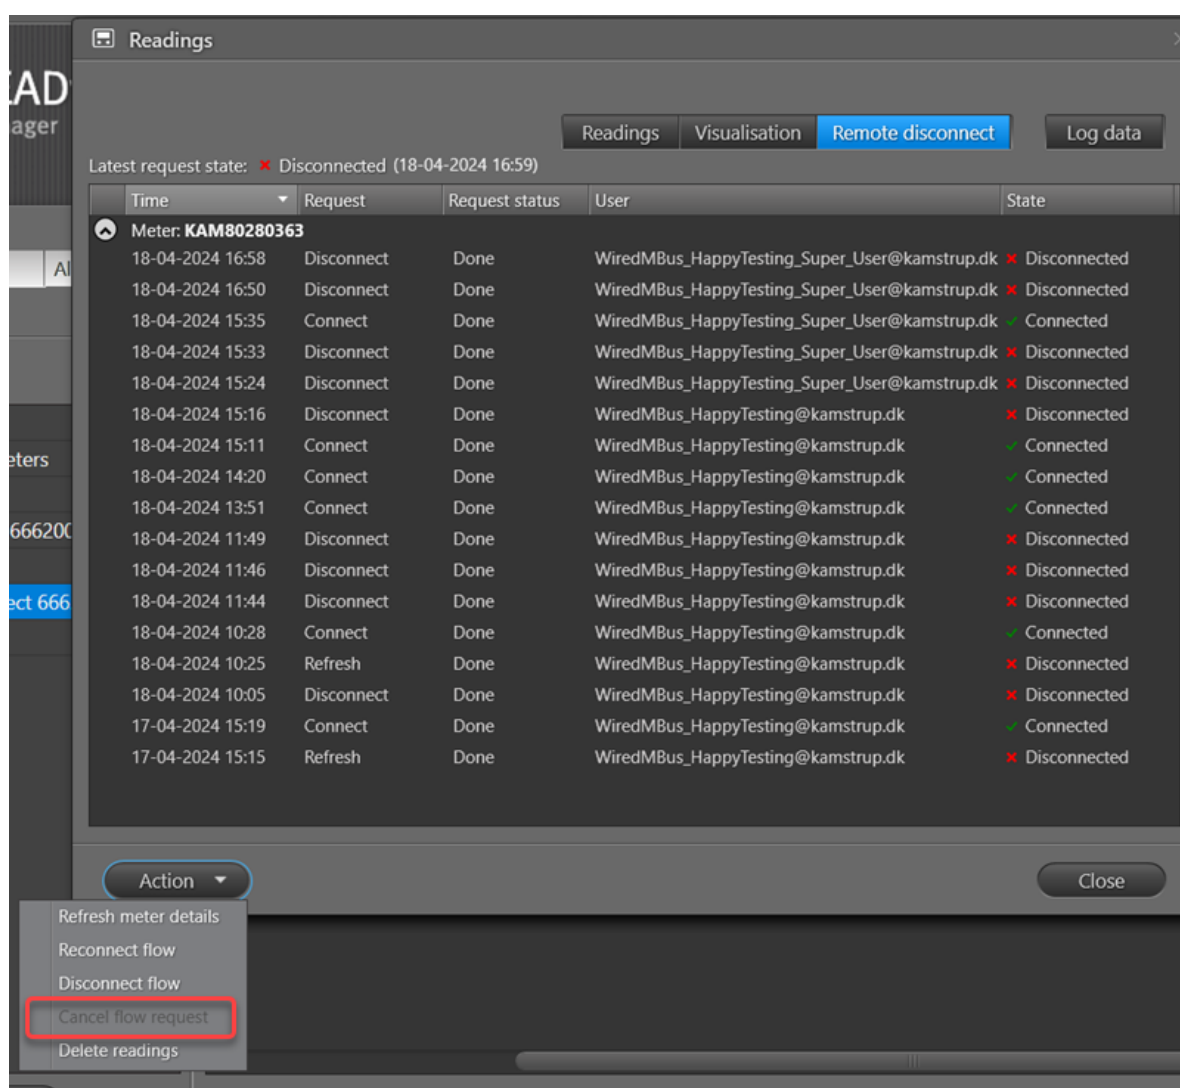 Readings
EAD
ager
Readings Visualisation Remote disconnect Log data
Latest request state: Disconnected (18-04-2024 16:59)
Time Request Request status User State
Meter: KAM80280363
18-04-2024 16:58 Disconnect Done WiredMBus_HappyTesting_Super_User@kamstrup.dk Disconnected
Al
18-04-2024 16:50 Disconnect Done WiredMBus_HappyTesting_Super_User@kamstrup.dk Disconnected
18-04-2024 15:35 Connect Done WiredMBus_HappyTesting_Super_User@kamstrup.dk Connected
18-04-2024 15:33 Disconnect Done WiredMBus_HappyTesting_Super_User@kamstrup.dk Disconnected
18-04-2024 15:24 Disconnect Done WiredMBus_HappyTesting_Super_User@kamstrup.dk Disconnected
18-04-2024 15:16 Disconnect Done WiredMBus_HappyTesting@kamstrup.dk Disconnected
18-04-2024 15:11 Connect Done WiredMBus_HappyTesting@kamstrup.dk Connected
eters
18-04-2024 14:20 Connect Done WiredMBus_HappyTesting@kamstrup.dk Connected
18-04-2024 13:51 Connect Done WiredMBus_HappyTesting@kamstrup.dk Connected
666200
18-04-2024 11:49 Disconnect Done WiredMBus_HappyTesting@kamstrup.dk Disconnected
18-04-2024 11:46 Disconnect Done WiredMBus_HappyTesting@kamstrup.dk Disconnected
ect 666
18-04-2024 11:44 Disconnect Done WiredMBus_HappyTesting@kamstrup.dk Disconnected
18-04-2024 10:28 Connect Done WiredMBus_HappyTesting@kamstrup.dk Connected
18-04-2024 10:25 Refresh Done WiredMBus_HappyTesting@kamstrup.dk Disconnected
18-04-2024 10:05 Disconnect Done WiredMBus_HappyTesting@kamstrup.dk Disconnected
17-04-2024 15:19 Connect Done WiredMBus_HappyTesting@kamstrup.dk Connected
17-04-2024 15:15 Refresh Done WiredMBus_HappyTesting@kamstrup.dk Disconnected
Action Close
Refresh meter details
Reconnect flow
Disconnect flow
Cancel flow request
Delete readings